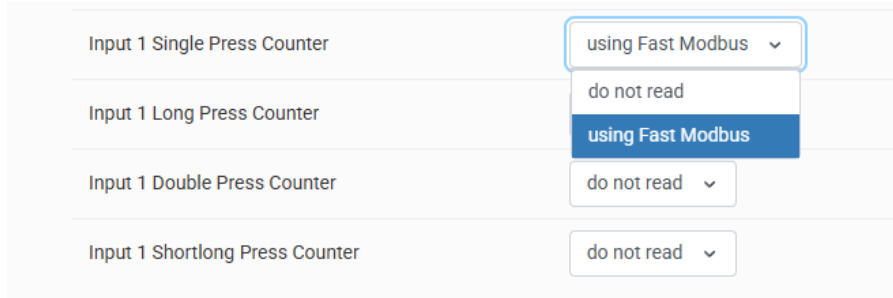 Input 1 Single Press Counter
using Fast Modbus
do not read
Input 1 Long Press Counter
using Fast Modbus
Input 1 Double Press Counter
do not read
Input 1 Shortlong Press Counter
do not read